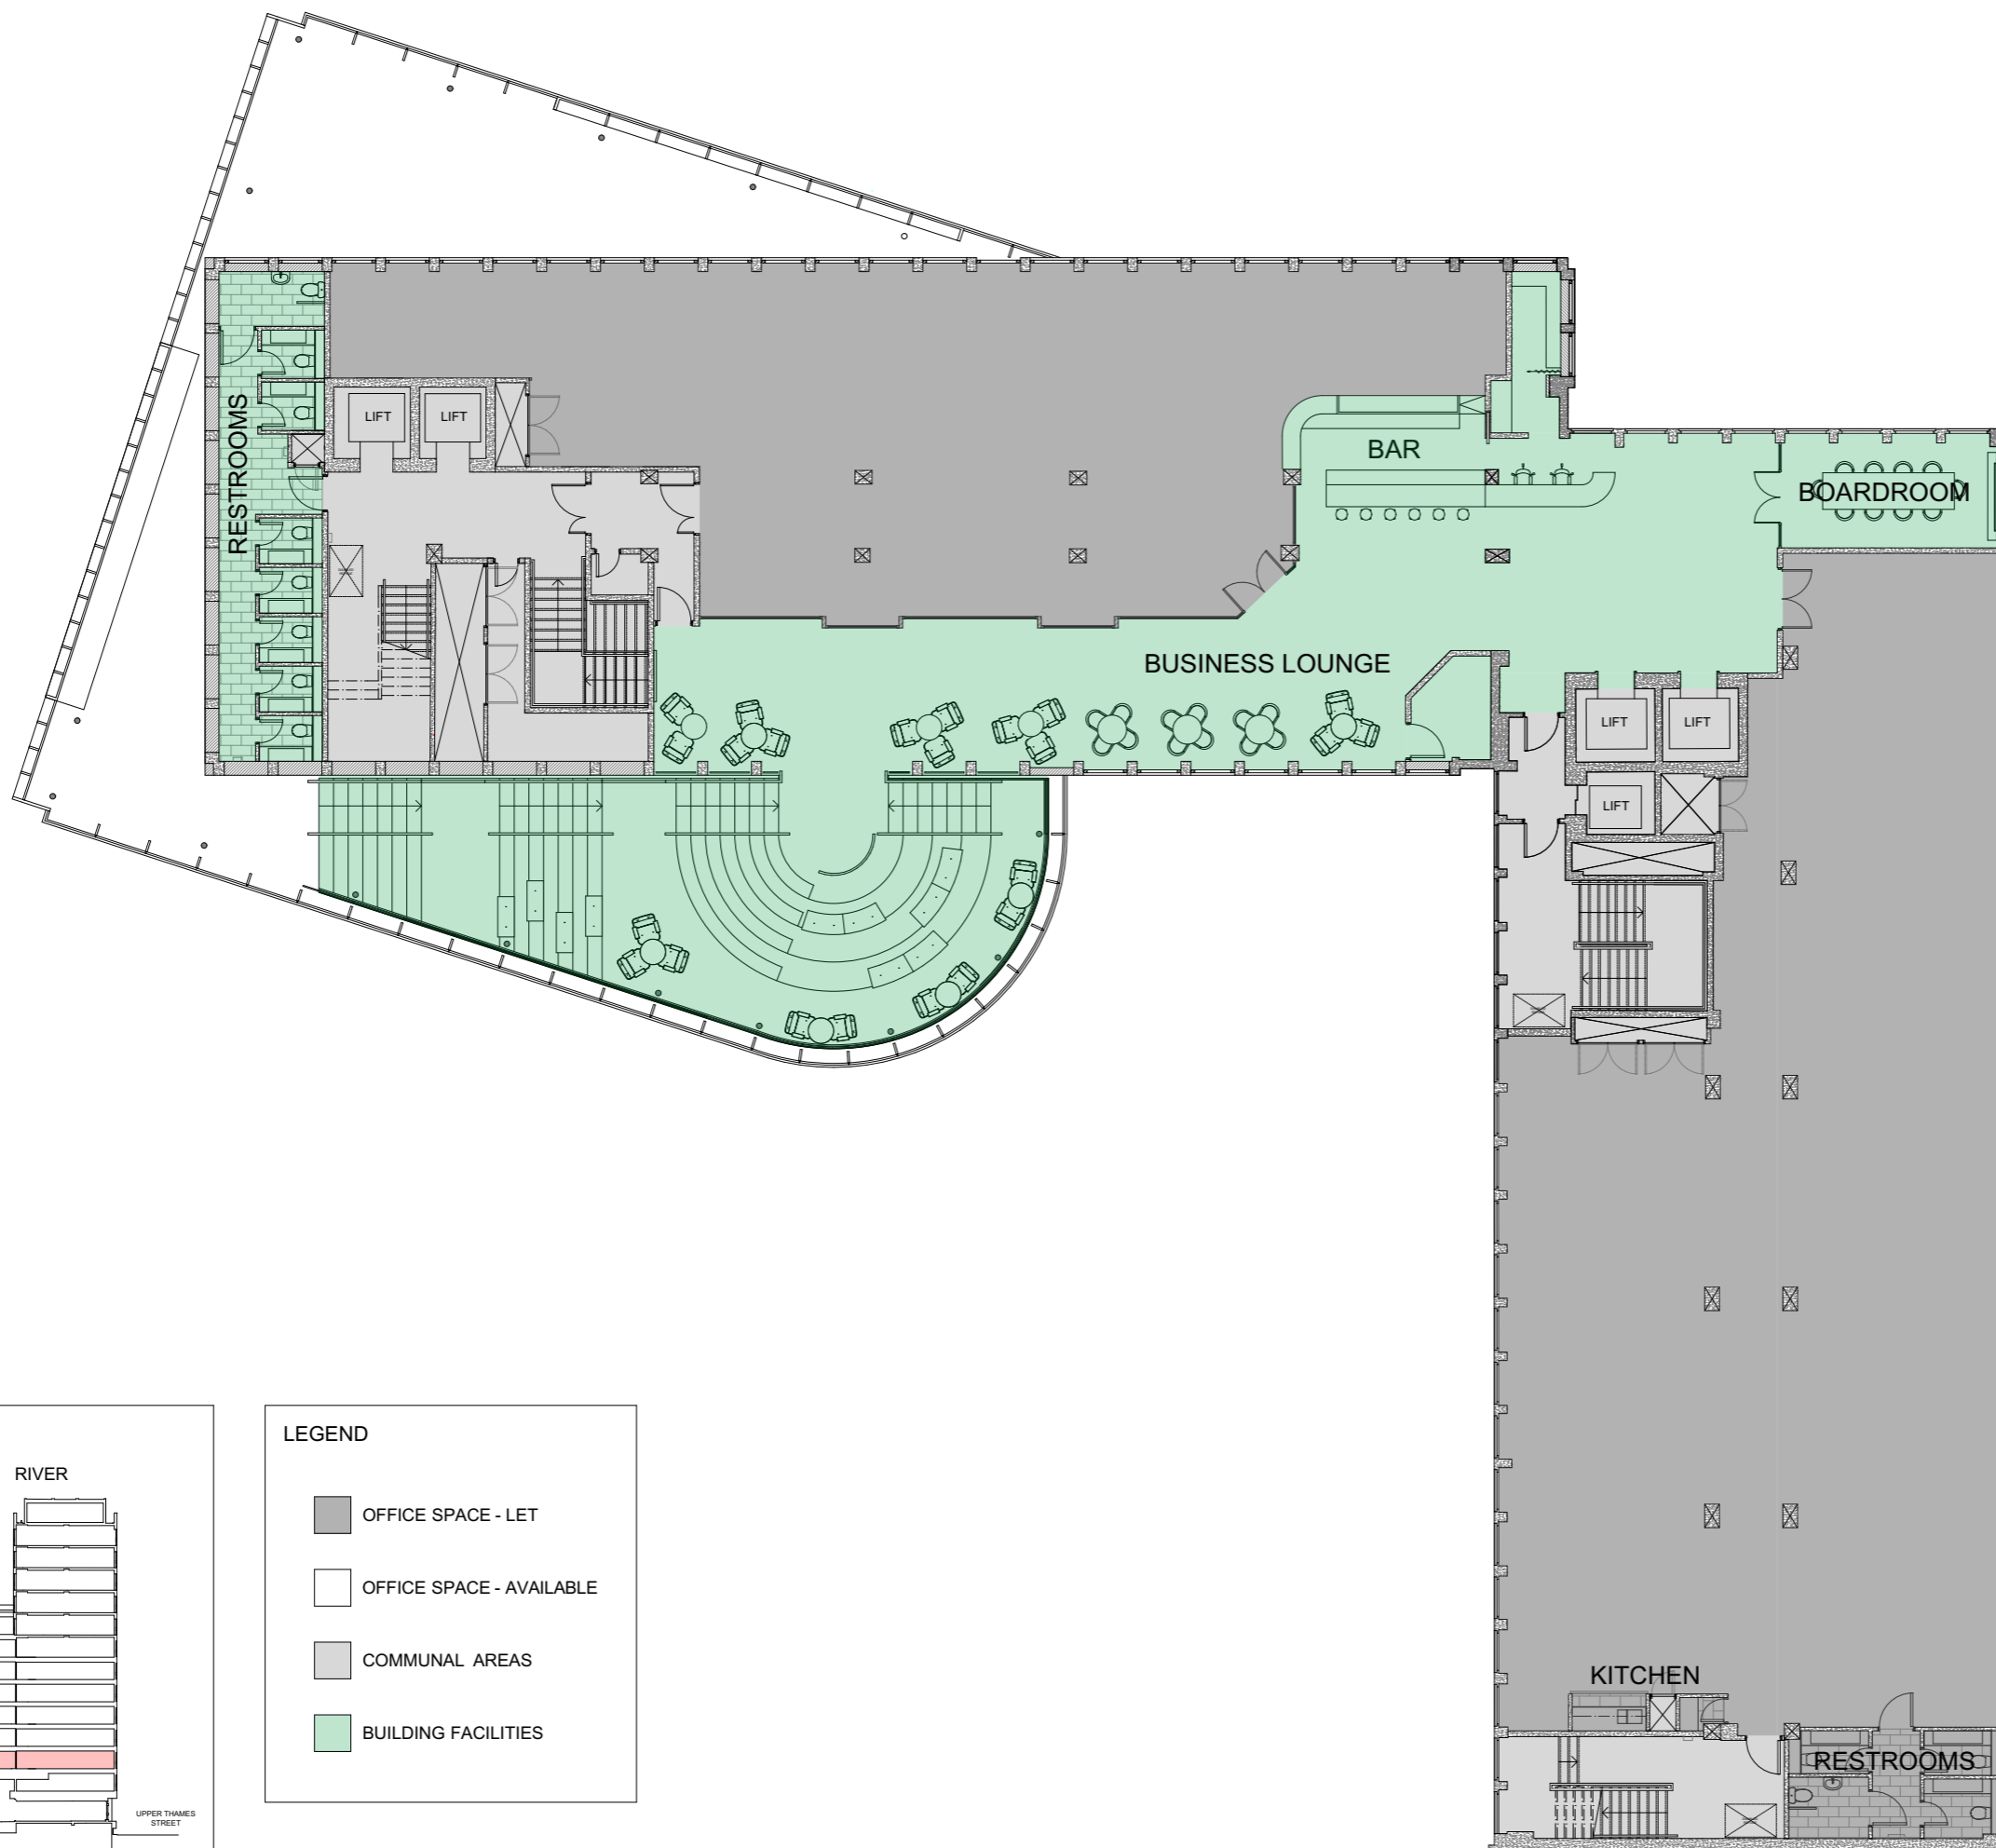 RESTROOMS
LIFT
LIFT
BAR
BOARDROOM
BUSINESS LOUNGE
LIFT
LIFT
LIFT
RIVER
UPPER THAMES
STREET
LEGEND
OFFICE SPACE - LET
OFFICE SPACE - AVAILABLE
COMMUNAL AREAS
BUILDING FACILITIES
KITCHEN
RESTROOMS